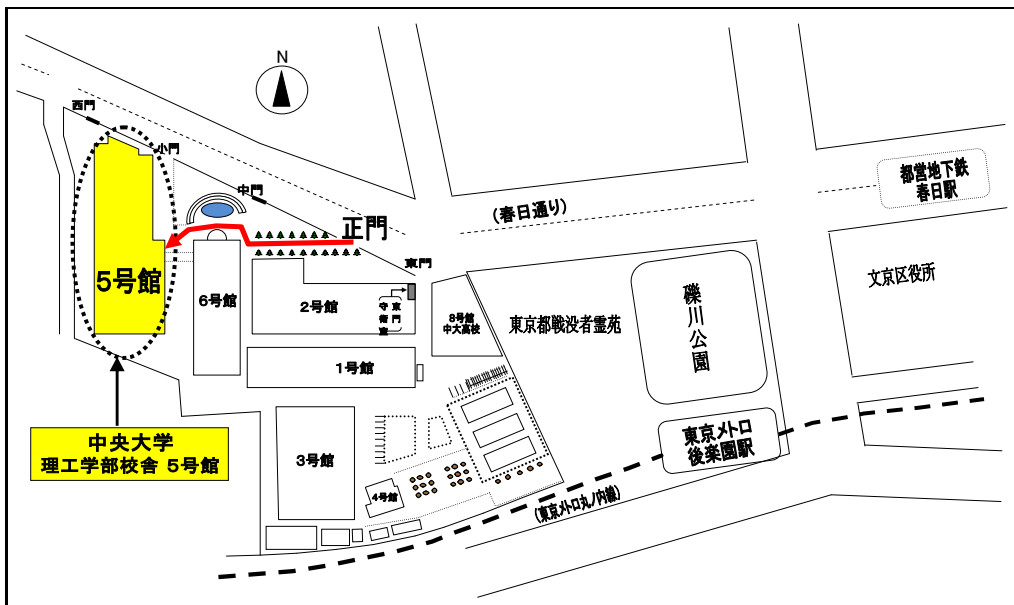 N
西門
小門
中門
正門
東門
(春日通り)
都営地下鉄
春日駅
文京区役所
5号館
6号館
2号館
東門
守衛室
8号館
中大高校
東京都戦没者霊苑
礫川公園
1号館
中央大学
理工学部校舎 5号館
3号館
4号館
東京メトロ
後楽園駅
(東京メトロ丸ノ内線)